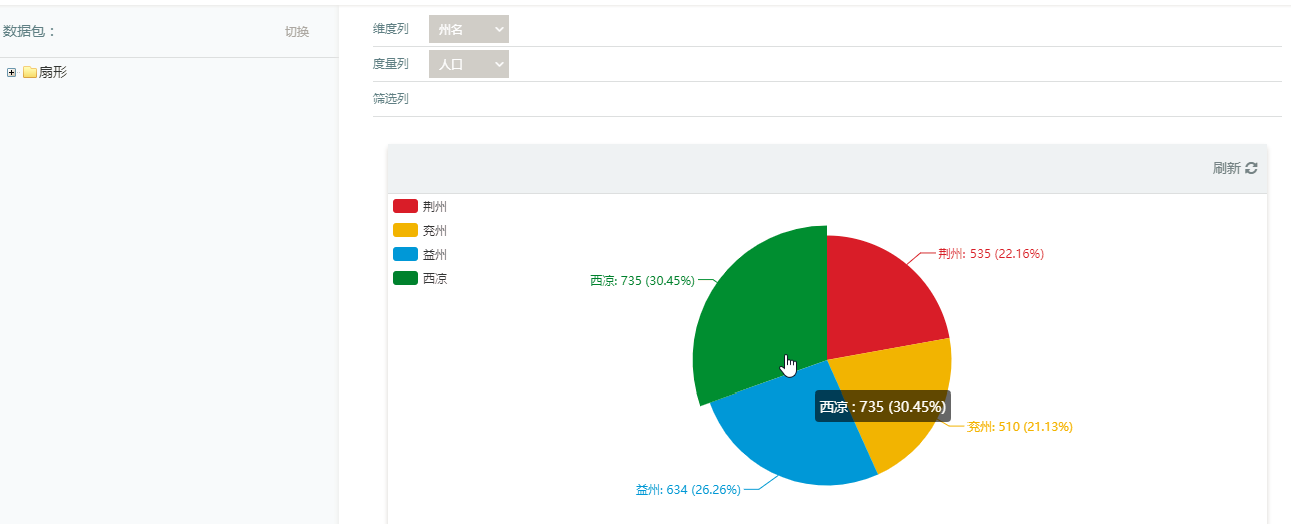 数据包：
切换
扇形
维度列 州名
度量列 人口
筛选列
刷新
荆州
兖州
益州
西凉
荆州: 535 (22.16%)
西凉: 735 (30.45%)
西凉 : 735 (30.45%)
兖州: 510 (21.13%)
益州: 634 (26.26%)